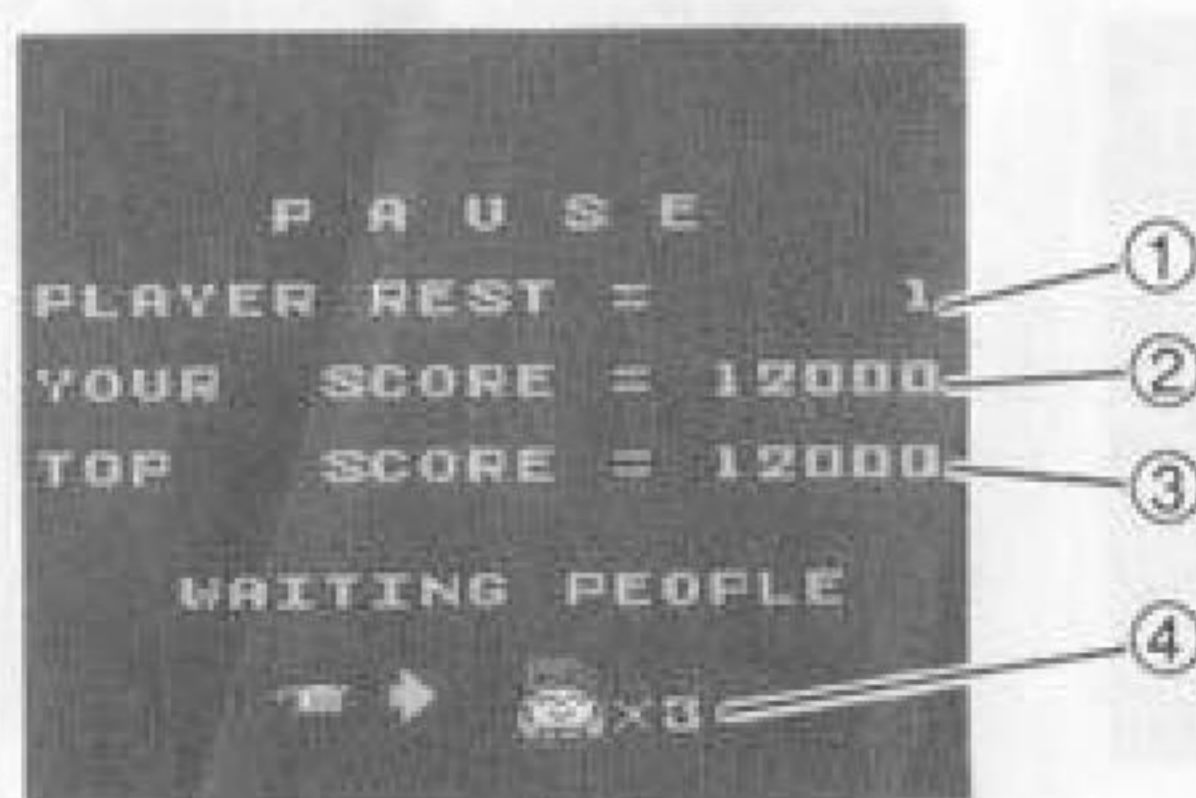 P A U S E
PLAYER REST = 1 ①
YOUR SCORE = 12000 ②
TOP SCORE = 12000 ③
WAITING PEOPLE
×3 ④